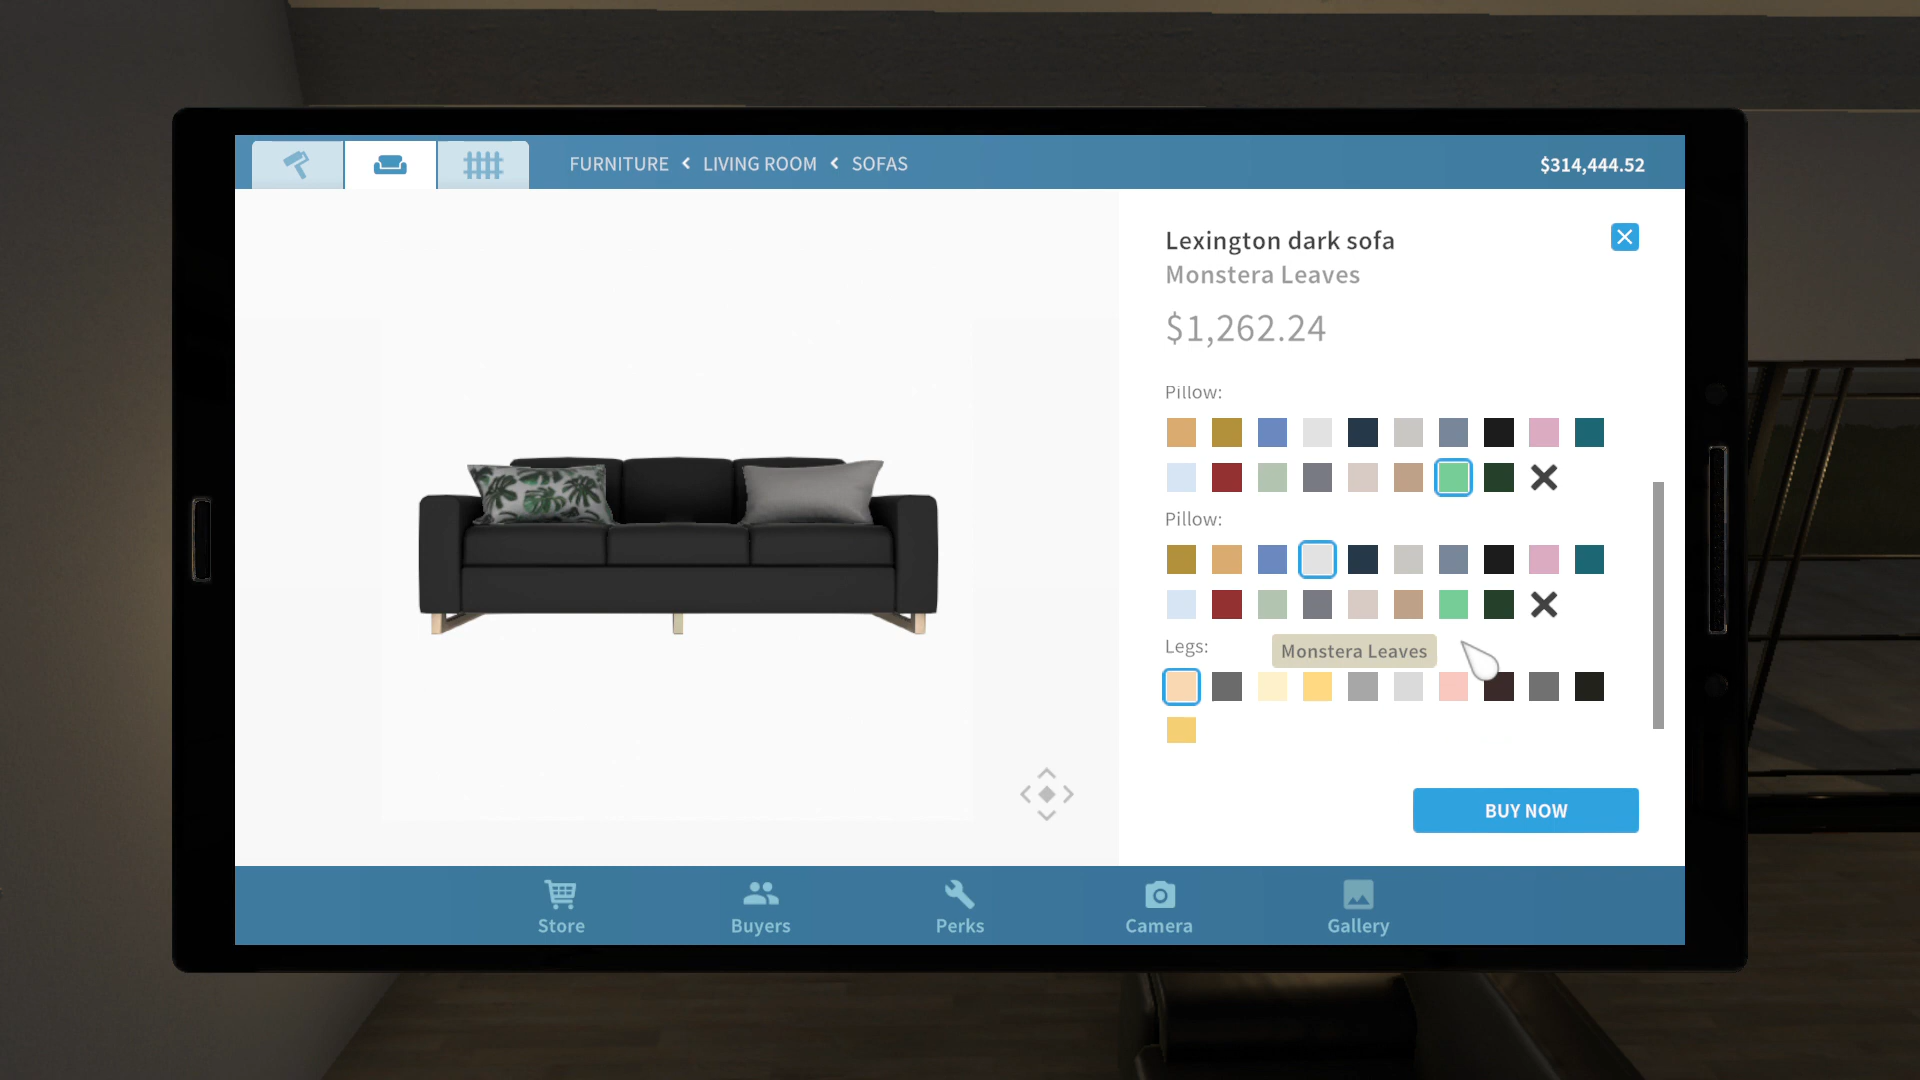 FURNITURE < LIVING ROOM < SOFAS
$314,444.52
Lexington dark sofa
Monstera Leaves
$1,262.24
Pillow:
Pillow:
Legs:
Monstera Leaves
BUY NOW
Store
Buyers
Perks
Camera
Gallery